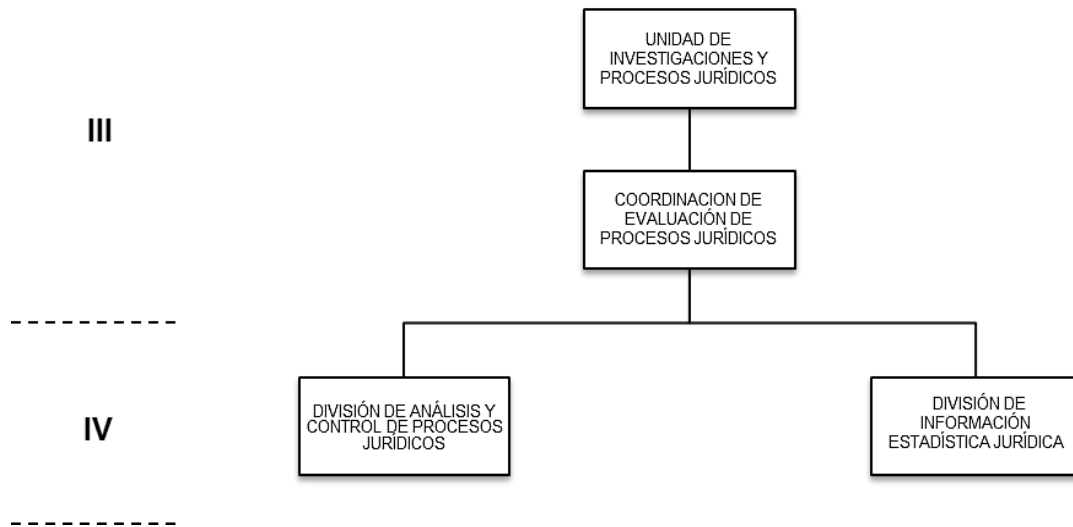 UNIDAD DE
INVESTIGACIONES Y
PROCESOS JURÍDICOS
III
COORDINACION DE
EVALUACIÓN DE
PROCESOS JURÍDICOS
IV
DIVISIÓN DE ANÁLISIS Y
CONTROL DE PROCESOS
JURÍDICOS
DIVISIÓN DE
INFORMACIÓN
ESTADÍSTICA JURÍDICA